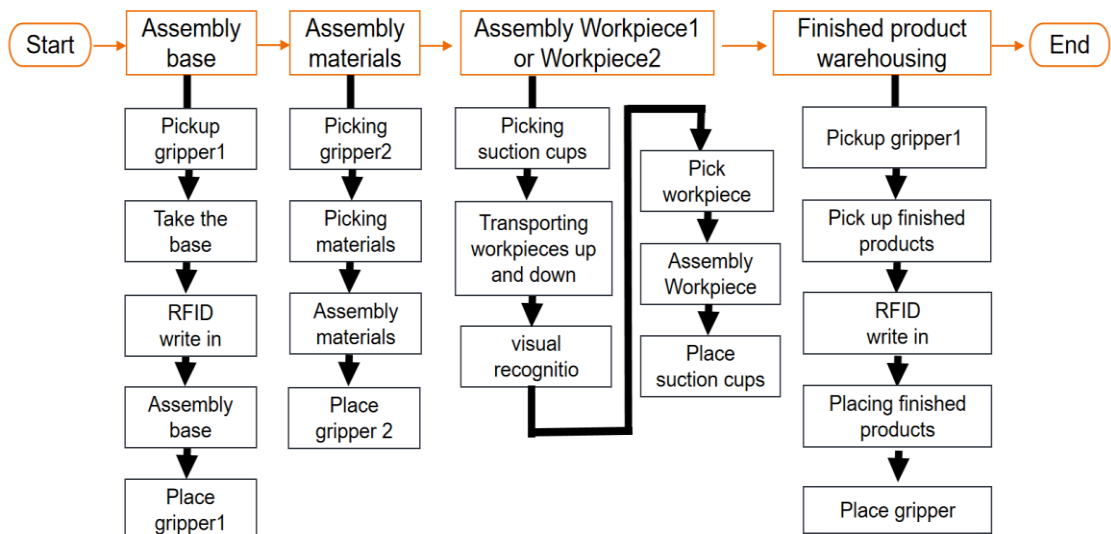 Start
Assembly
base
Assembly
materials
Assembly Workpiece1
or Workpiece2
Finished product
warehousing
End
Pickup
gripper1
Take the
base
RFID
write in
Assembly
base
Place
gripper1
Picking
gripper2
Picking
materials
Assembly
materials
Place
gripper 2
Picking
suction cups
Transporting
workpieces up
and down
visual
recognitio
Pick
workpiece
Assembly
Workpiece
Place
suction cups
Pickup gripper1
Pick up finished
products
RFID
write in
Placing finished
products
Place gripper